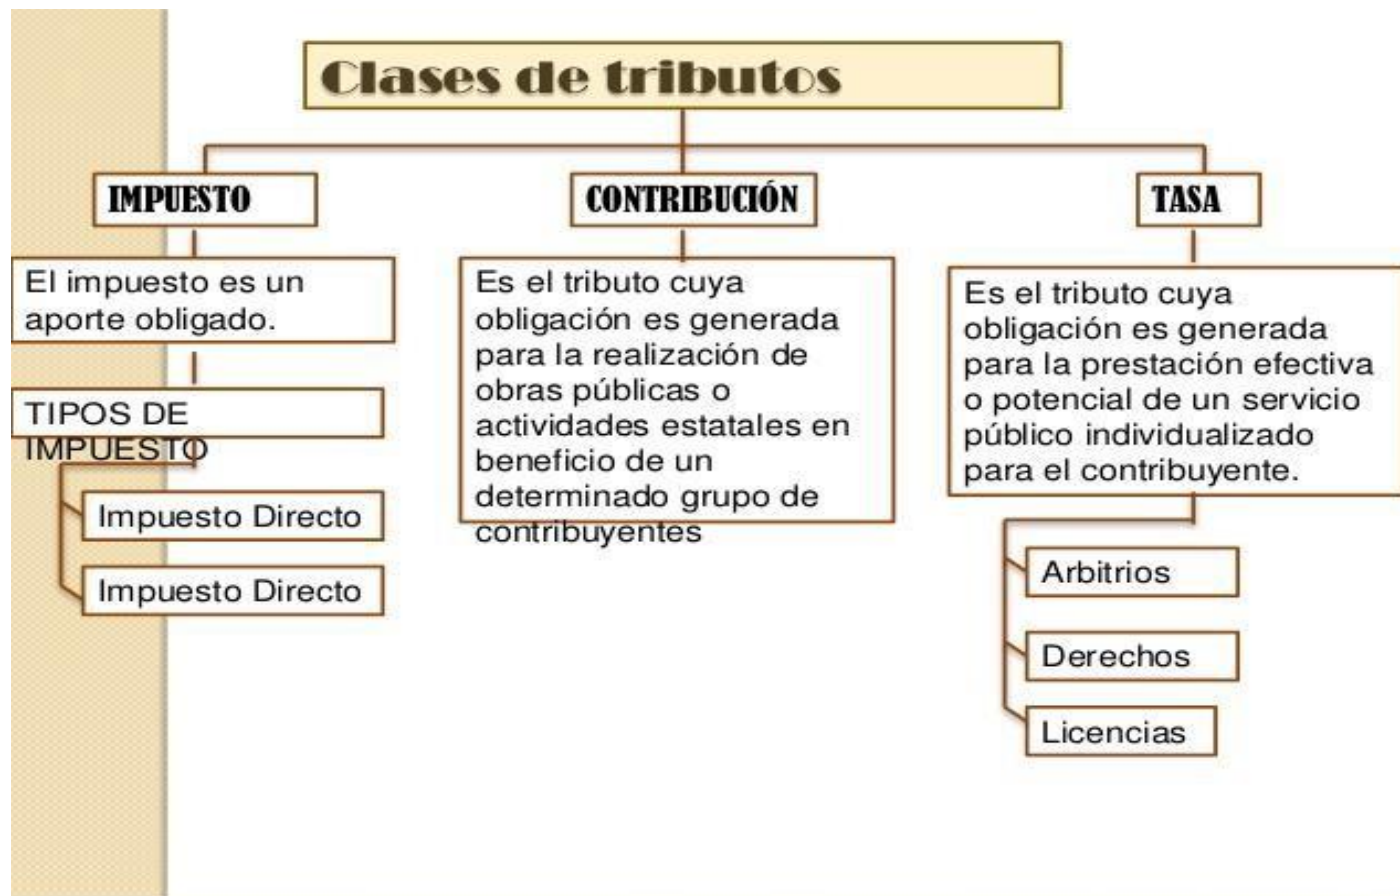 Clases de tributos
IMPUESTO
El impuesto es un
aporte obligado.
TIPOS DE
IMPUESTO
Impuesto Directo
Impuesto Directo
CONTRIBUCIÓN
Es el tributo cuya
obligación es generada
para la realización de
obras públicas o
actividades estatales en
beneficio de un
determinado grupo de
contribuyentes
TASA
Es el tributo cuya
obligación es generada
para la prestación efectiva
o potencial de un servicio
público individualizado
para el contribuyente.
Arbitrios
Derechos
Licencias